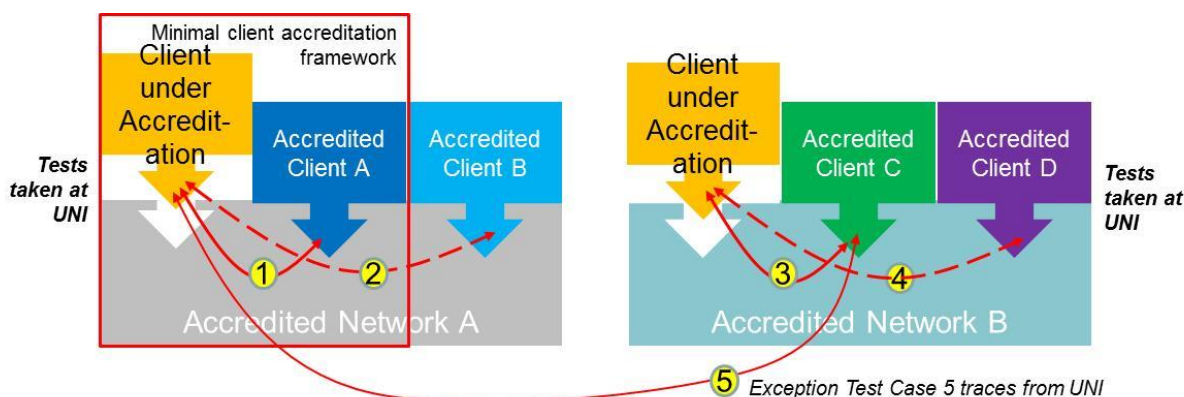 Minimal client accreditation
framework
Client
under
Accredit-
ation
Accredited
Client A
Accredited
Client B
Tests
taken at
UNI
1
2
Accredited Network A
Client
under
Accredit-
ation
Accredited
Client C
Accredited
Client D
Tests
taken at
UNI
3
4
Accredited Network B
5
Exception Test Case 5 traces from UNI